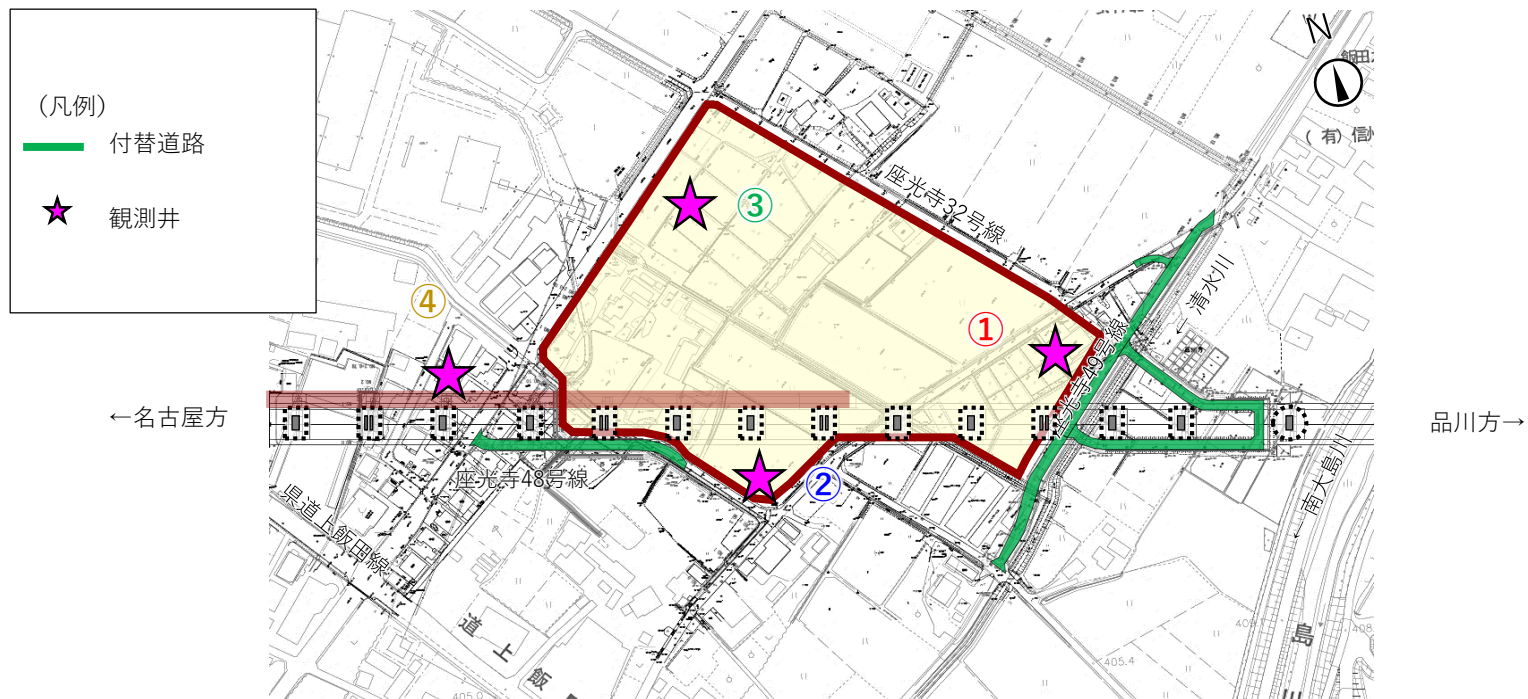 (凡例)
付替道路
観測井
N
(有)信
座光寺32号線
③
④
①
←清水川
座光寺49号線
←名古屋方
品川方→
②
座光寺48号線
県道上飯田線
←南大島川
道上飯
島
405.4
405.0